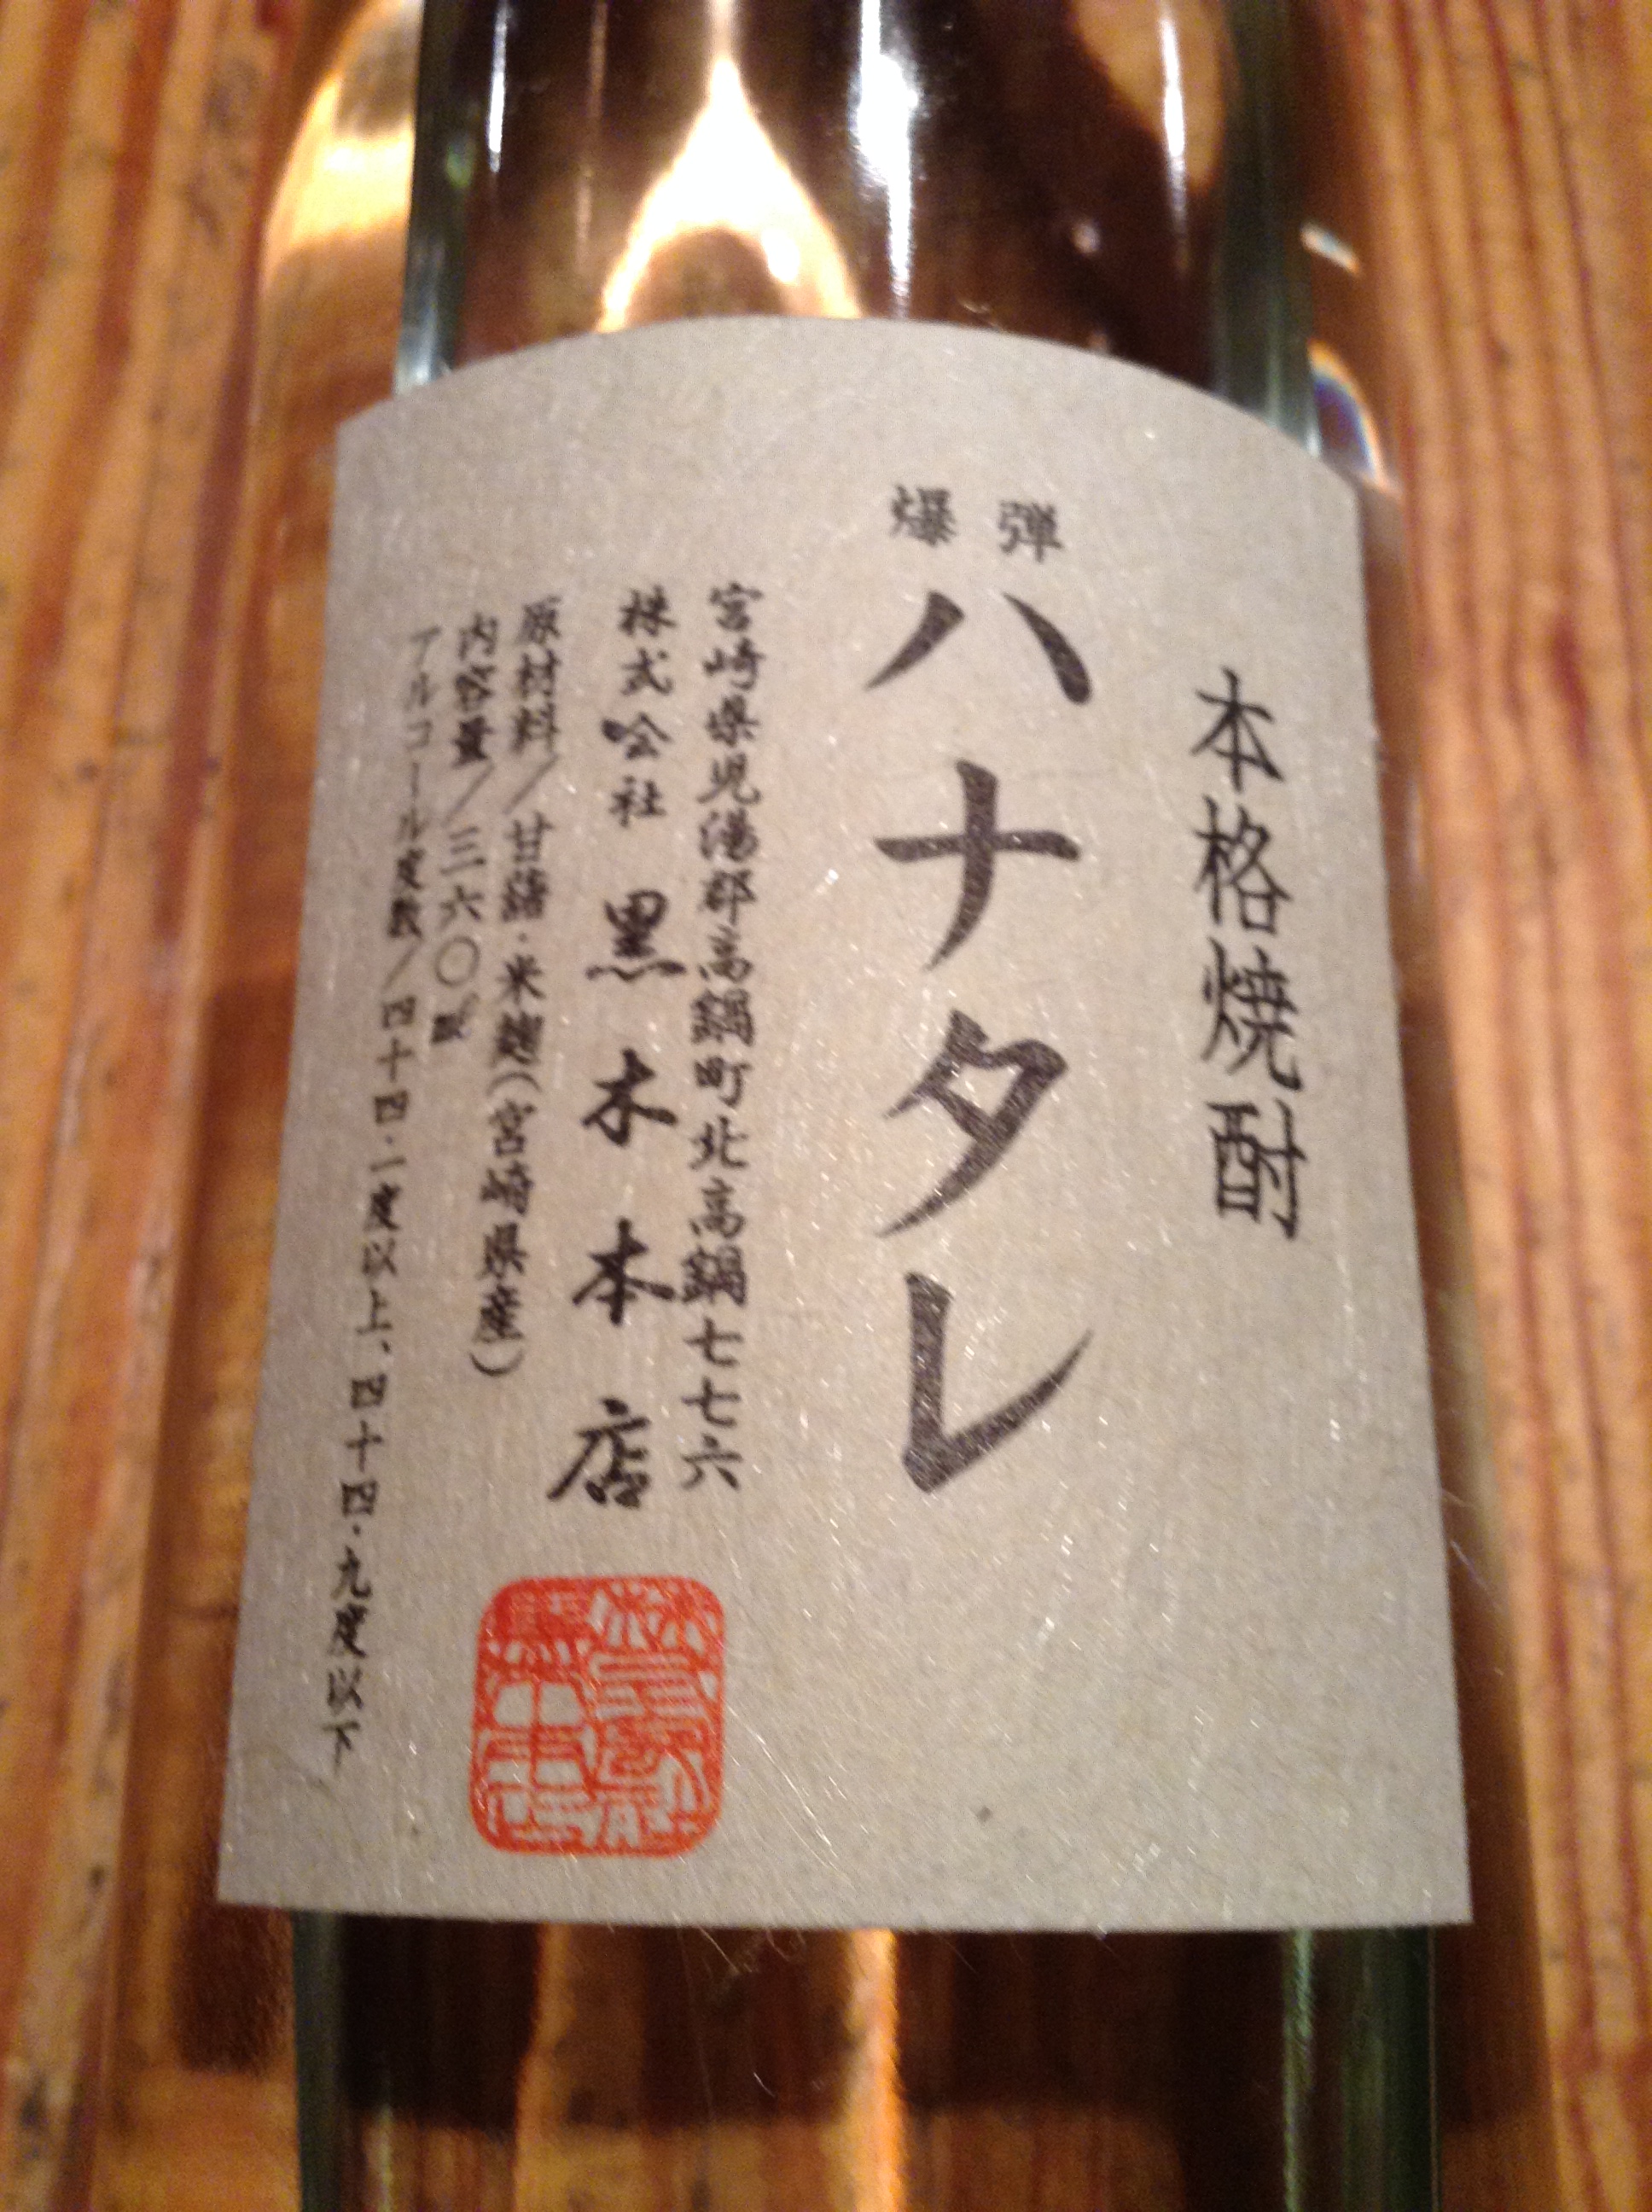 本格焼酎
爆弾
ハナタレ
宮崎県児湯郡高鍋町北高鍋七七六
株式会社 黒木本店
原材料/甘藷・米麹(宮崎県産)
内容量/三六〇㎖
アルコール度数/四十四・一度以上、四十四・九度以下